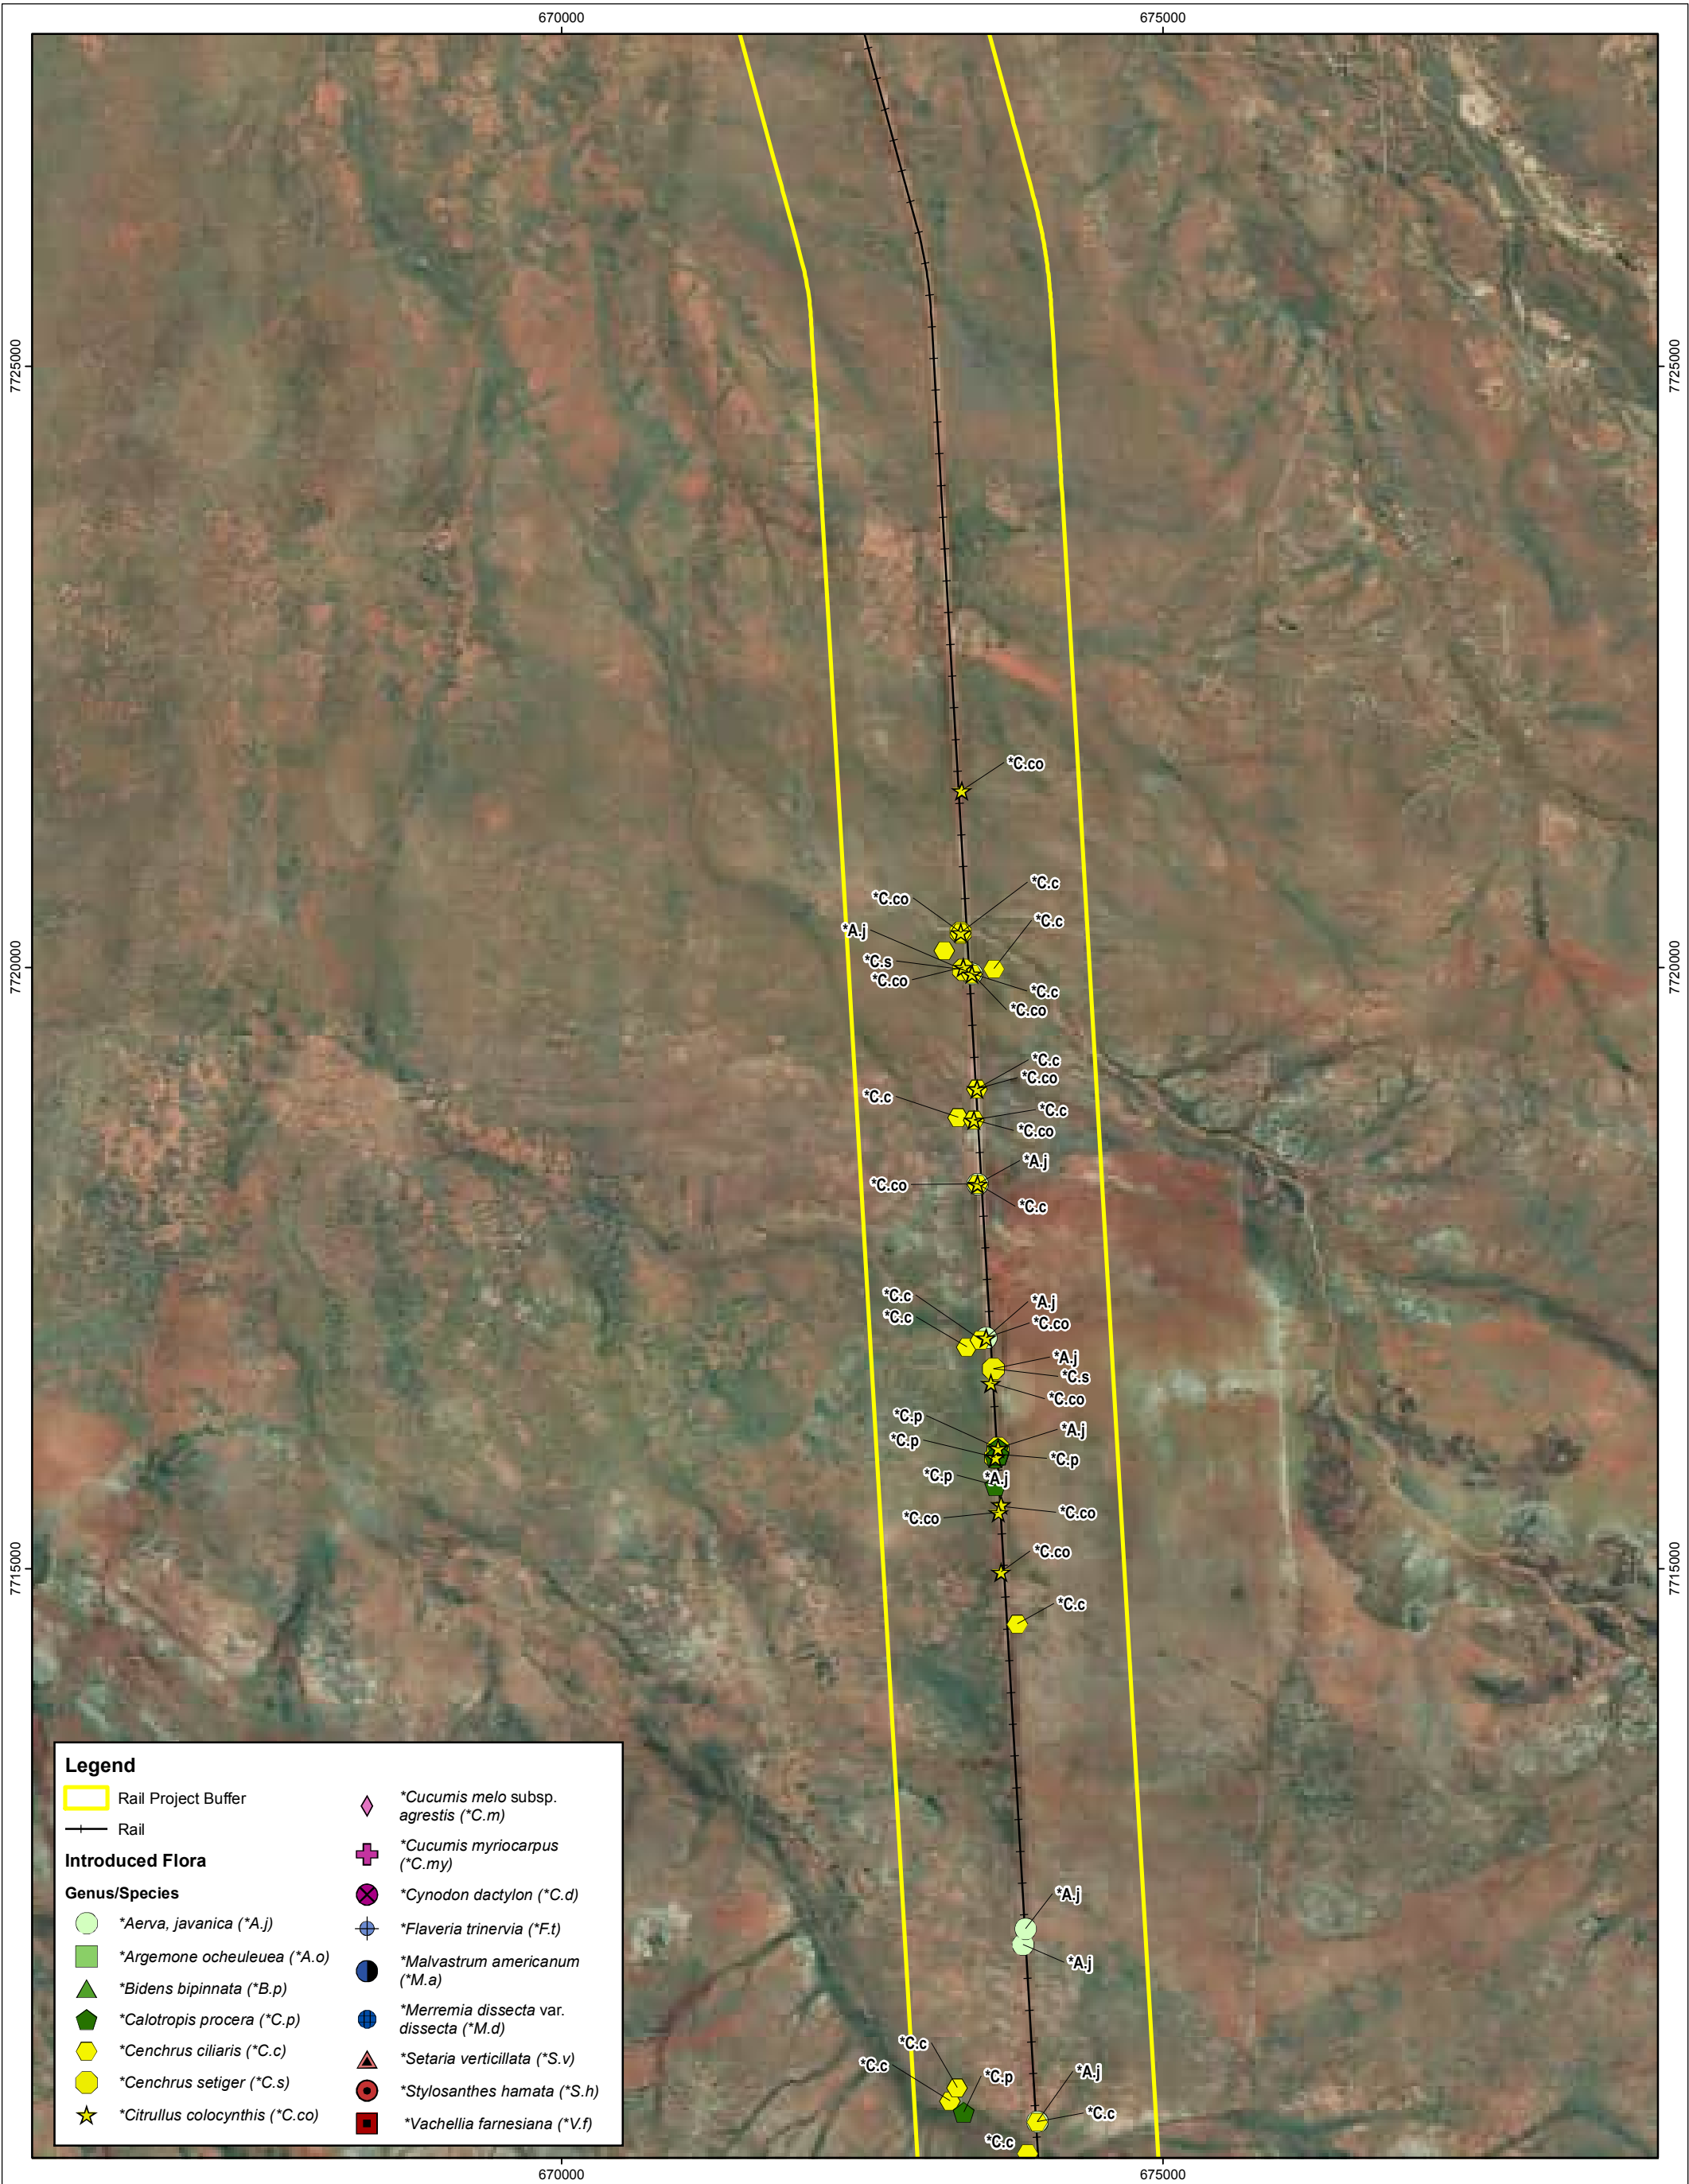 670000
675000
7725000
7725000
*C.co
*C.c
*C.co
*C.c
*A.j
*C.s
*C.co
7720000
7720000
*C.c
*C.co
*C.c
*C.co
*C.c
*C.c
*C.co
*A.j
*C.co
*C.c
*C.c
*A.j
*C.c
*C.co
*A.j
*C.s
*C.co
*C.p
*A.j
*C.p
*C.p
*C.p
*A.j
*C.co
*C.co
*C.co
7715000
7715000
*C.c
*A.j
*A.j
*C.c
*C.c
*C.p
*A.j
*C.c
*C.c
Legend
Rail Project Buffer
Rail
Introduced Flora
Genus/Species
*Aerva, javanica (*A.j)
*Argemone ocheuleuea (*A.o)
*Bidens bipinnata (*B.p)
*Calotropis procera (*C.p)
*Cenchrus ciliaris (*C.c)
*Cenchrus setiger (*C.s)
*Citrullus colocynthis (*C.co)
*Cucumis melo subsp.
agrestis (*C.m)
*Cucumis myriocarpus
(*C.my)
*Cynodon dactylon (*C.d)
*Flaveria trinervia (*F.t)
*Malvastrum americanum
(*M.a)
*Merremia dissecta var.
dissecta (*M.d)
*Setaria verticillata (*S.v)
*Stylosanthes hamata (*S.h)
*Vachellia farnesiana (*V.f)
670000
675000